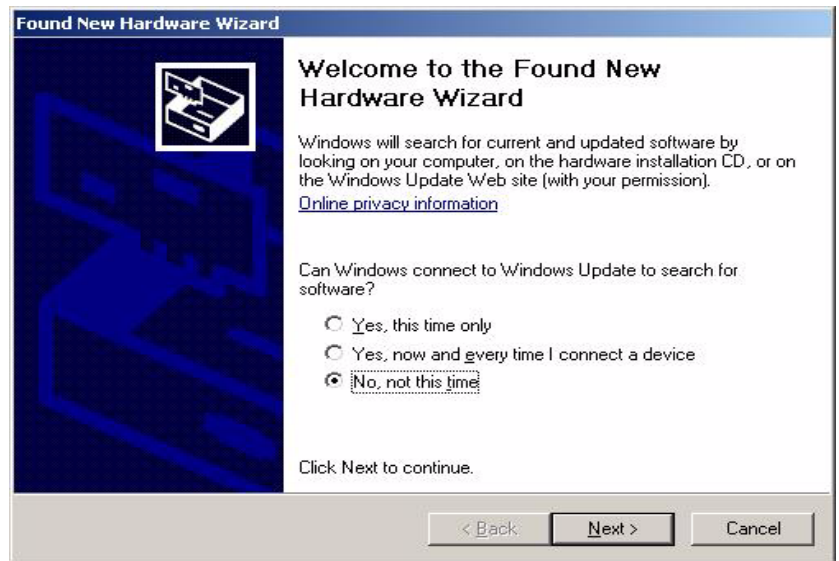 Found New Hardware Wizard
Welcome to the Found New
Hardware Wizard
Windows will search for current and updated software by
looking on your computer, on the hardware installation CD, or on
the Windows Update Web site (with your permission).
Online privacy information
Can Windows connect to Windows Update to search for
software?
Yes, this time only
Yes, now and every time I connect a device
No, not this time
Click Next to continue.
< Back Next > Cancel